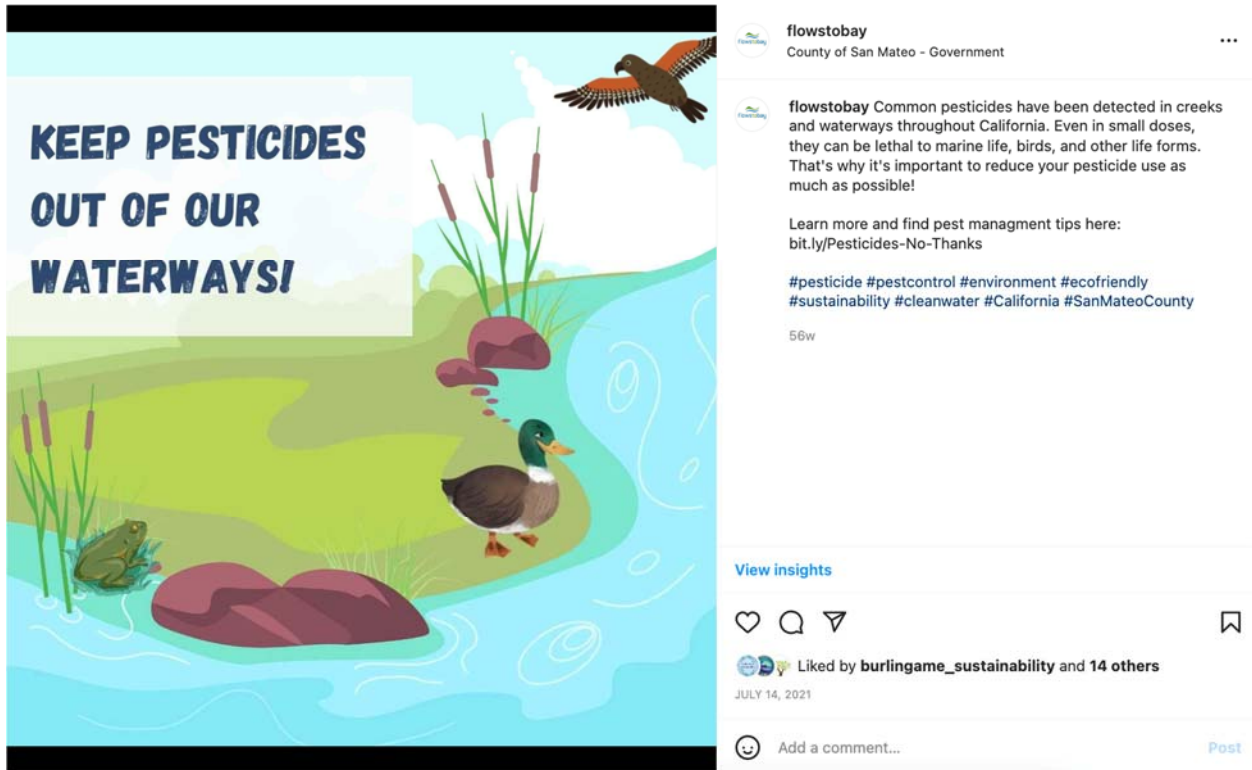 KEEP PESTICIDES
OUT OF OUR
WATERWAYS!
flowstobay
County of San Mateo - Government
flowstobay
flowstobay
flowstobay Common pesticides have been detected in creeks
and waterways throughout California. Even in small doses,
they can be lethal to marine life, birds, and other life forms.
That's why it's important to reduce your pesticide use as
much as possible!
Learn more and find pest managment tips here:
bit.ly/Pesticides-No-Thanks
#pesticide #pestcontrol #environment #ecofriendly
#sustainability #cleanwater #California #SanMateoCounty
56w
View insights
Liked by burlingame_sustainability and 14 others
JULY 14, 2021
Add a comment...
Post